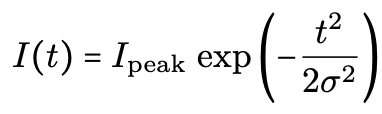 I(t) = I_peak exp(−t²/2σ²)